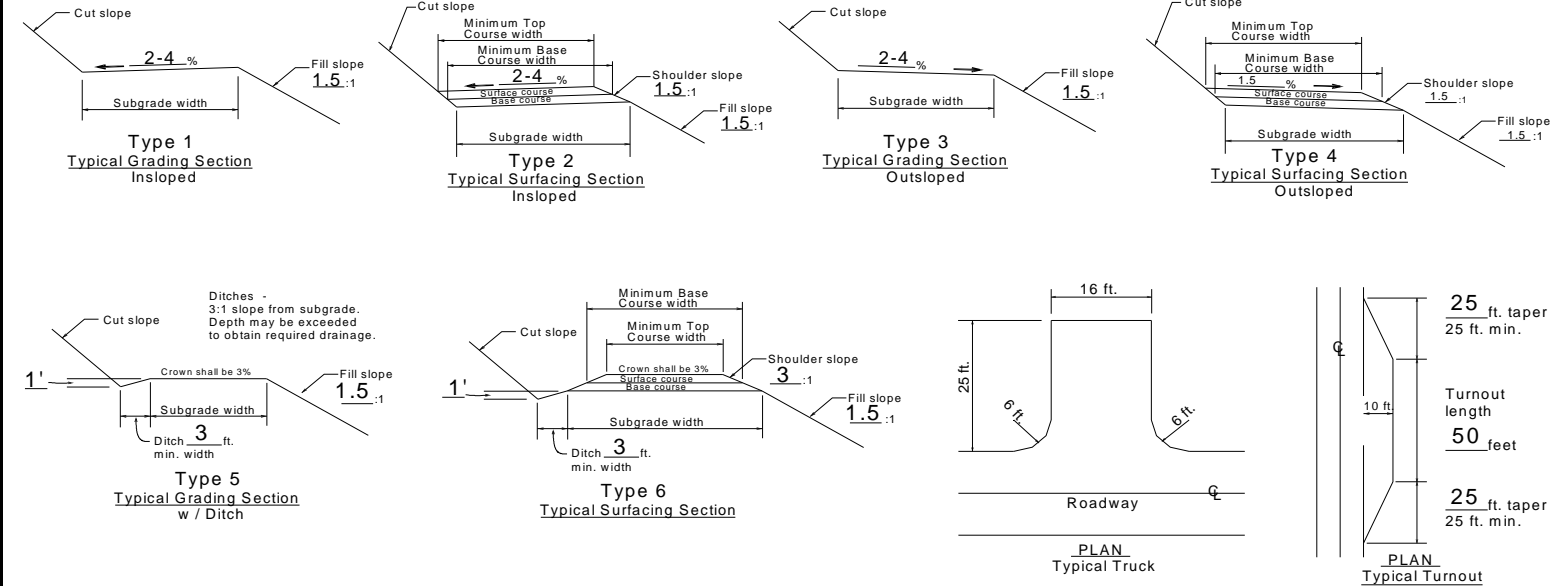 Cut slope
2-4 %
Fill slope
1.5 :1
Subgrade width
Type 1
Typical Grading Section
Insloped
Cut slope
Minimum Top
Course width
Minimum Base
Course width
2-4 %
Surface course
Base course
Shoulder slope
1.5 :1
Fill slope
1.5 :1
Subgrade width
Type 2
Typical Surfacing Section
Insloped
Cut slope
2-4 %
Fill slope
1.5 :1
Subgrade width
Type 3
Typical Grading Section
Outsloped
Cut slope
Minimum Top
Course width
Minimum Base
Course width
1.5 %
Surface course
Base course
Shoulder slope
1.5 :1
Fill slope
1.5 :1
Subgrade width
Type 4
Typical Surfacing Section
Outsloped
Ditches -
3:1 slope from subgrade.
Depth may be exceeded
to obtain required drainage.
Cut slope
1'
Crown shall be 3%
Fill slope
1.5 :1
Subgrade width
Ditch 3 ft.
min. width
Type 5
Typical Grading Section
w / Ditch
Minimum Base
Course width
Cut slope
Minimum Top
Course width
Shoulder slope
3 :1
Crown shall be 3%
Surface course
Base course
1'
Fill slope
1.5 :1
Subgrade width
Ditch 3 ft.
min. width
Type 6
Typical Surfacing Section
16 ft.
25 ft.
6 ft.
6 ft.
℄
Roadway
PLAN
Typical Truck
℄
25 ft. taper
25 ft. min.
10 ft.
Turnout
length
50 feet
25 ft. taper
25 ft. min.
PLAN
Typical Turnout